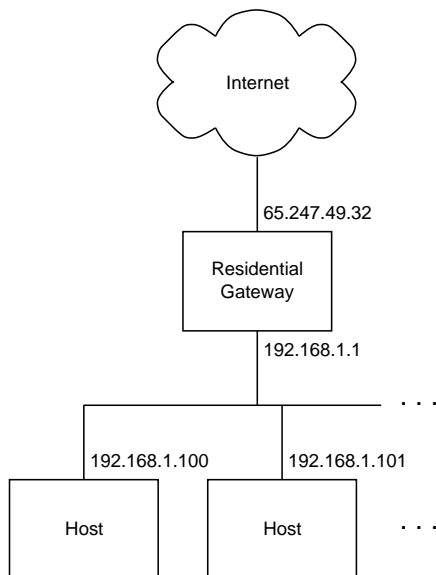 Internet
65.247.49.32
Residential
Gateway
192.168.1.1
. . .
192.168.1.100 192.168.1.101
Host Host . . .